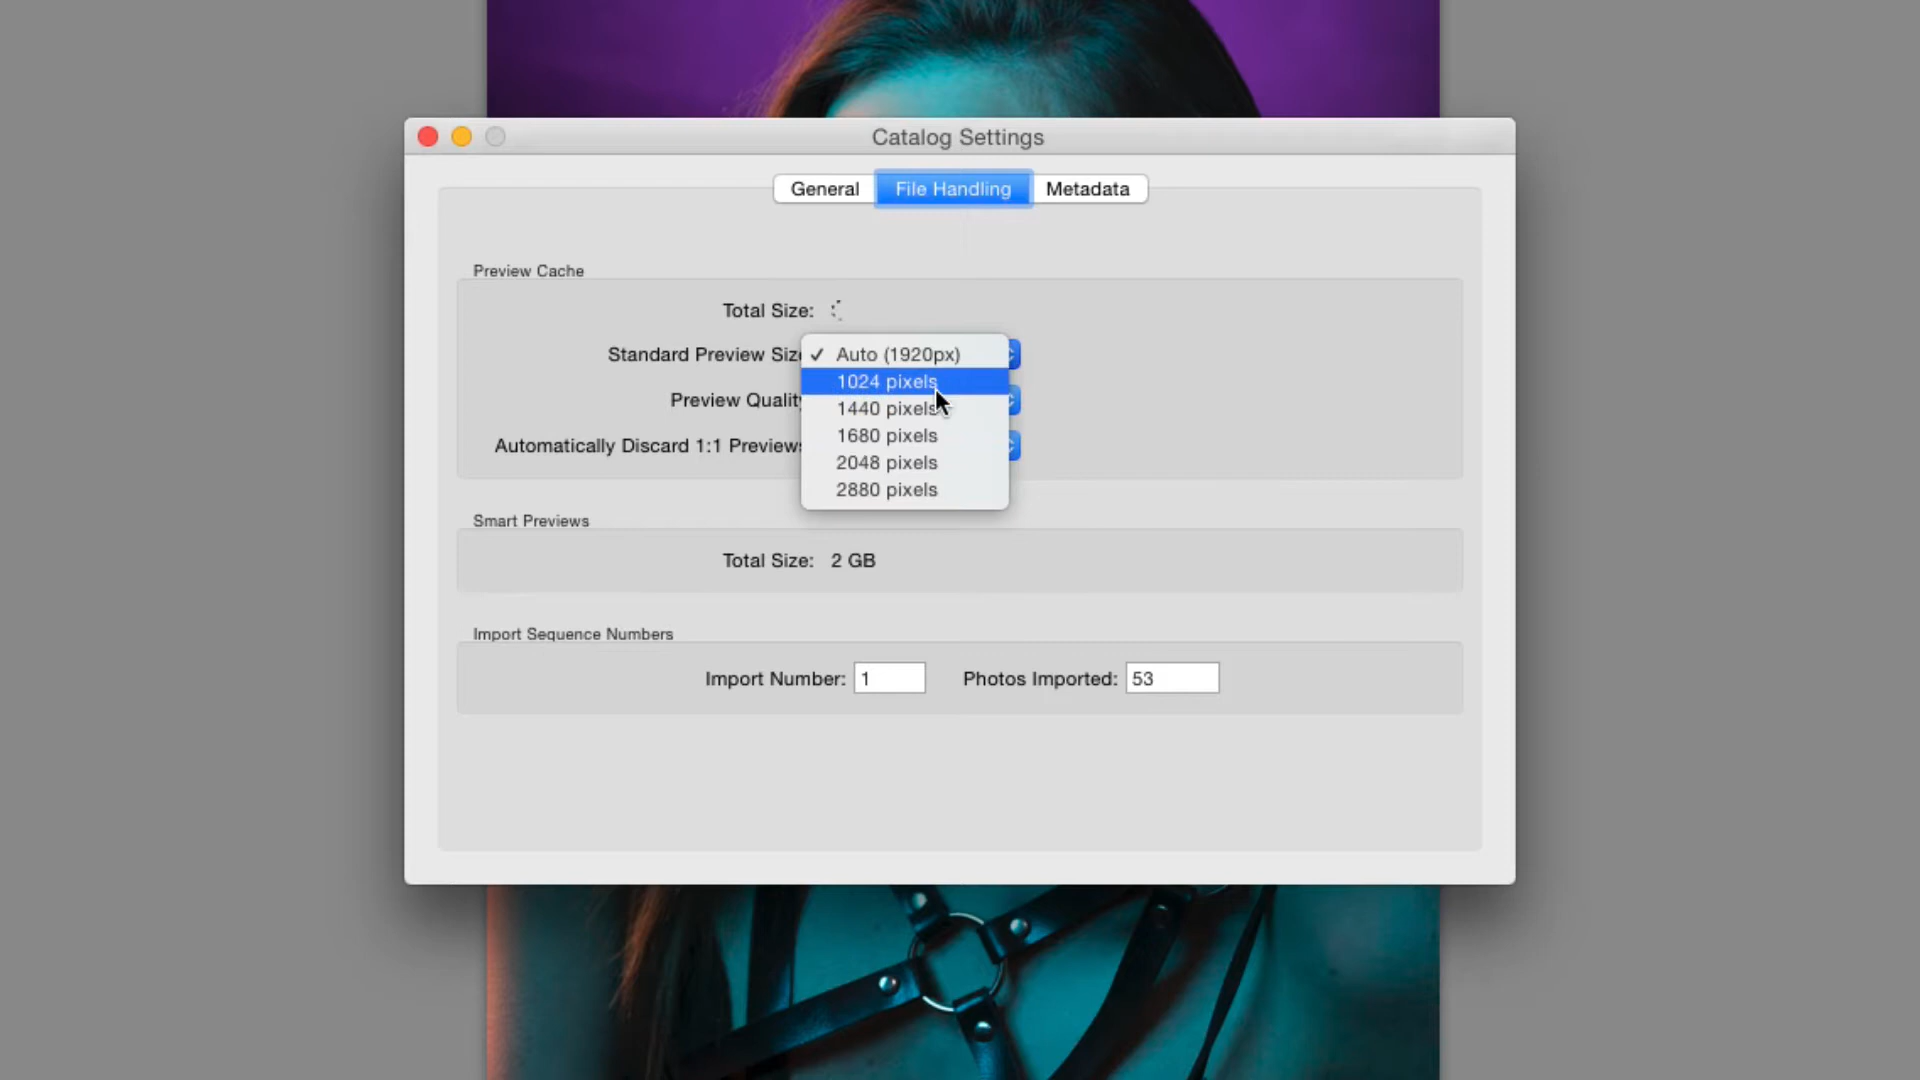 Catalog Settings
General File Handling Metadata
Preview Cache
Total Size:
Standard Preview Siz ✓ Auto (1920px)
1024 pixels
Preview Quality
1440 pixels
1680 pixels
Automatically Discard 1:1 Previews
2048 pixels
2880 pixels
Smart Previews
Total Size: 2 GB
Import Sequence Numbers
Import Number: 1 Photos Imported: 53